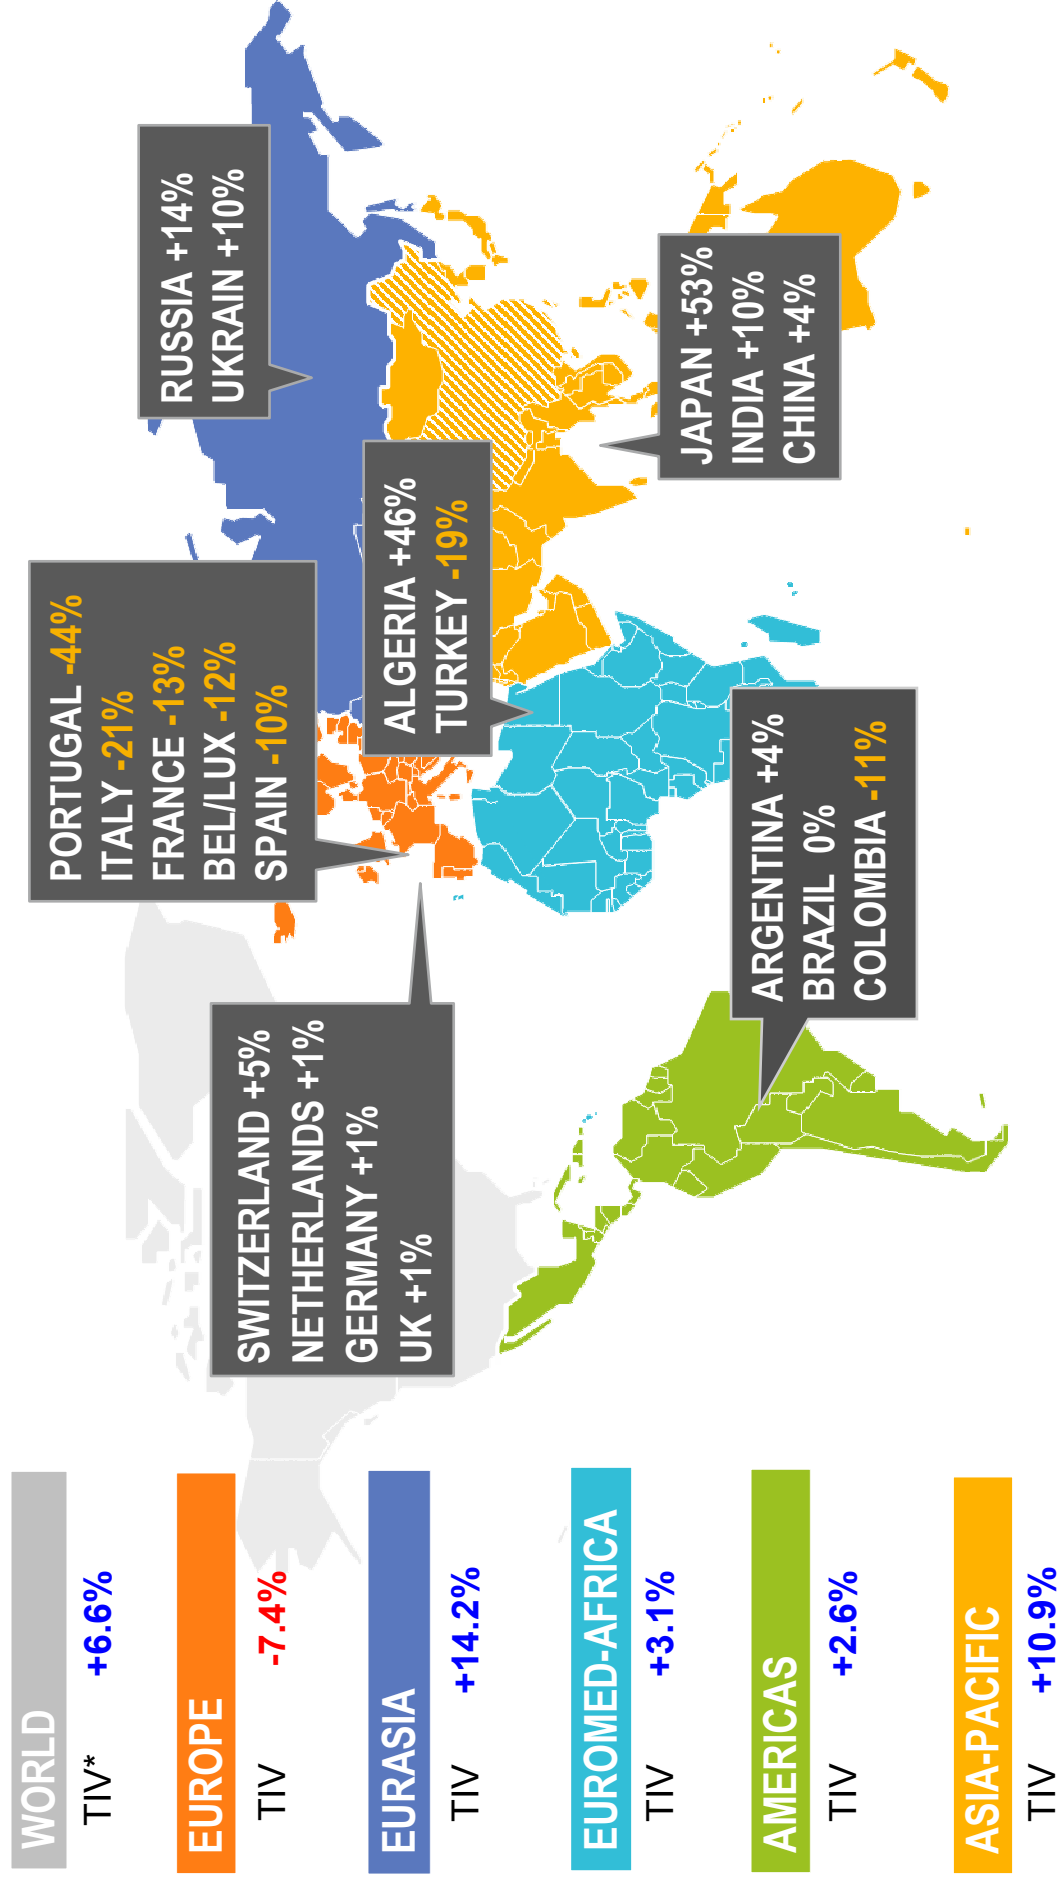 WORLD
TIV* +6.6%
EUROPE
TIV -7.4%
EURASIA
TIV +14.2%
EUROMED-AFRICA
TIV +3.1%
AMERICAS
TIV +2.6%
ASIA-PACIFIC
TIV +10.9%
SWITZERLAND +5%
NETHERLANDS +1%
GERMANY +1%
UK +1%
PORTUGAL -44%
ITALY -21%
FRANCE -13%
BEL/LUX -12%
SPAIN -10%
RUSSIA +14%
UKRAIN +10%
ALGERIA +46%
TURKEY -19%
ARGENTINA +4%
BRAZIL 0%
COLOMBIA -11%
JAPAN +53%
INDIA +10%
CHINA +4%